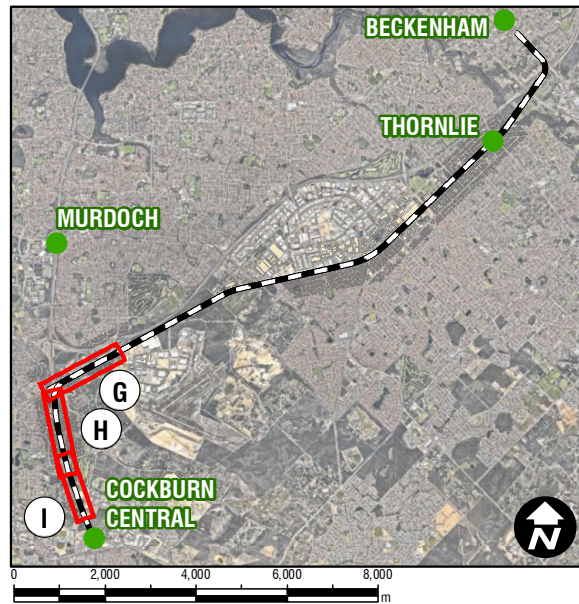 BECKENHAM
THORNLIE
MURDOCH
G
H
COCKBURN
CENTRAL
I
N
0 2,000 4,000 6,000 8,000
m